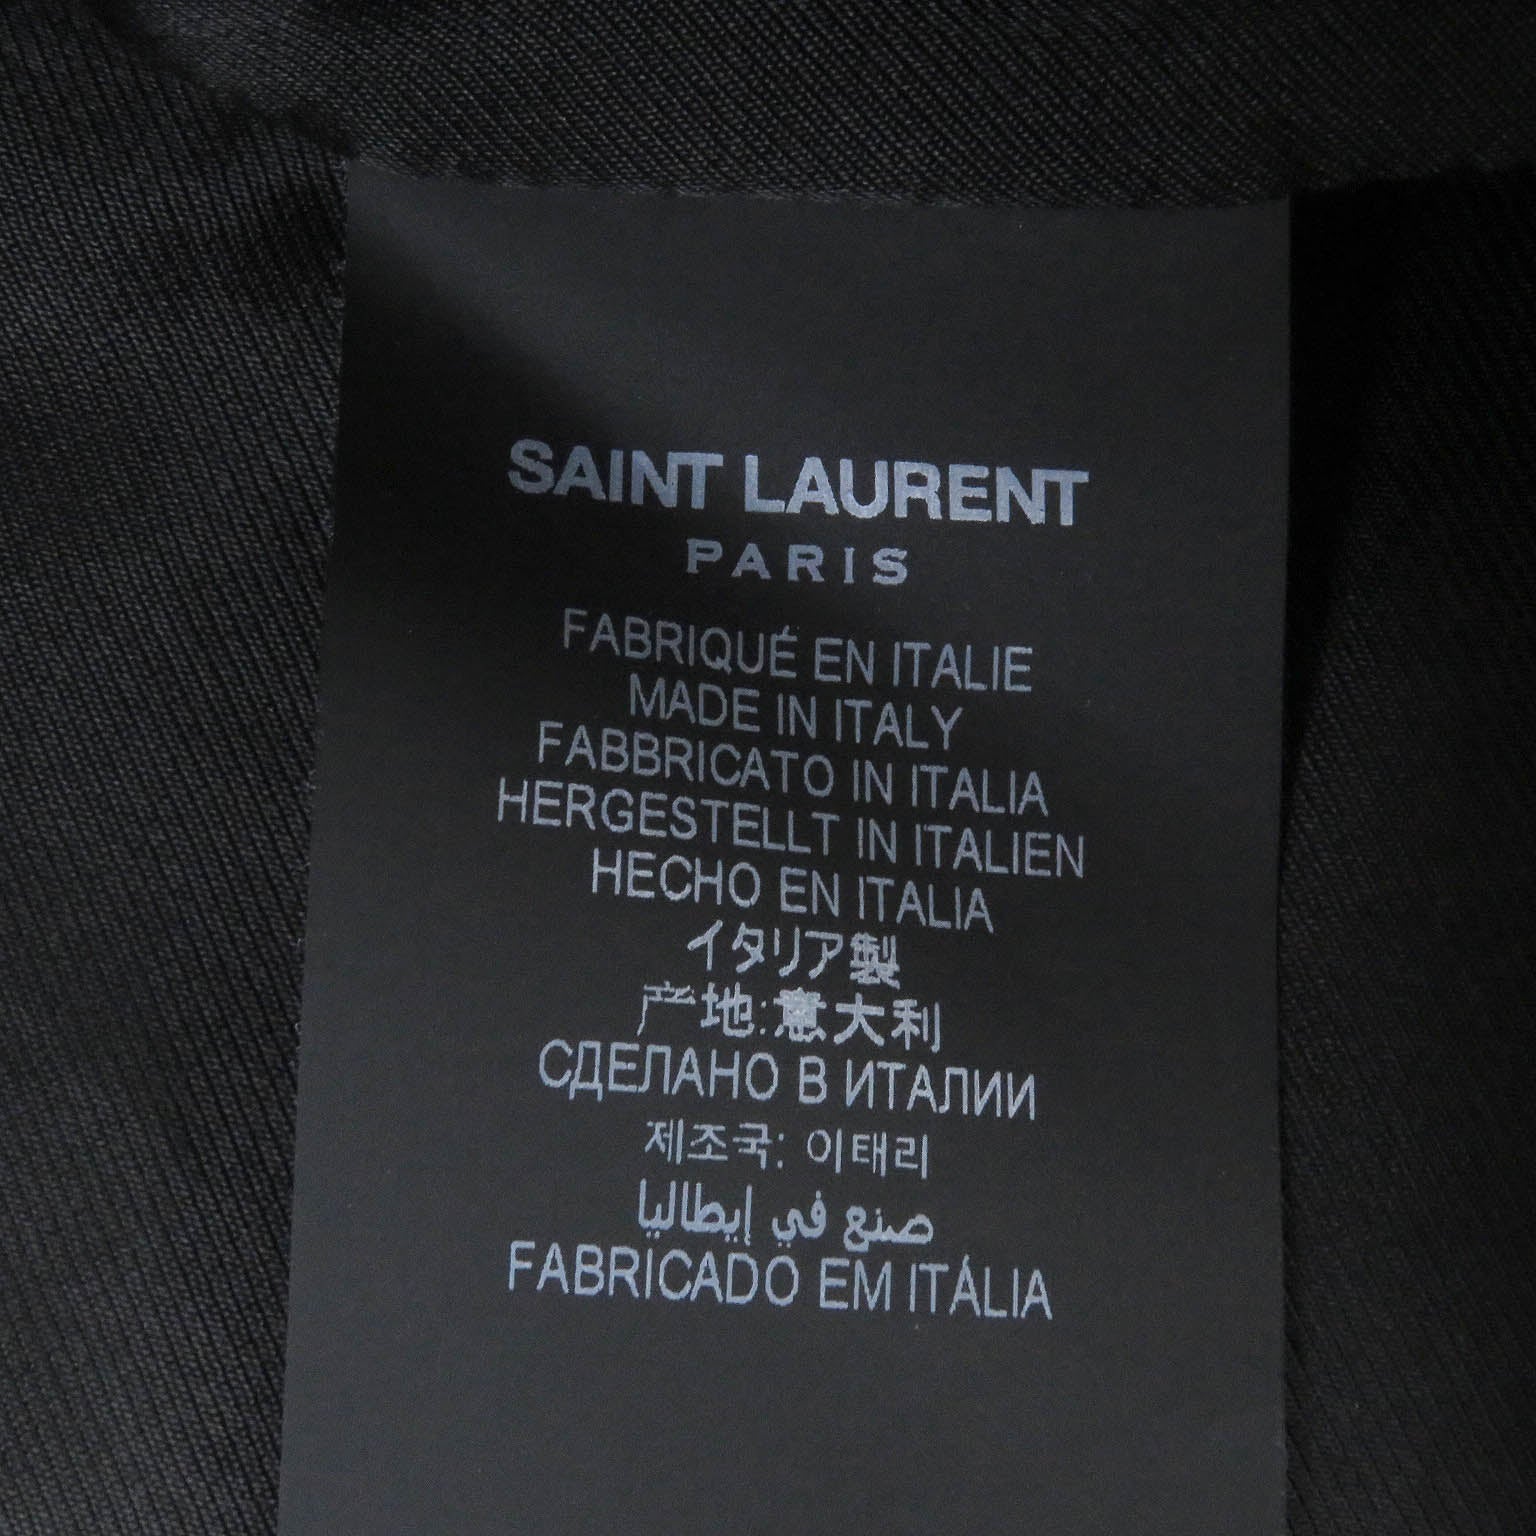 SAINT LAURENT
PARIS
FABRIQUÉ EN ITALIE
MADE IN ITALY
FABBRICATO IN ITALIA
HERGESTELLT IN ITALIEN
HECHO EN ITALIA
イタリア製
产地:意大利
СДЕЛАНО В ИТАЛИИ
제조국: 이태리
صنع في إيطاليا
FABRICADO EM ITÁLIA